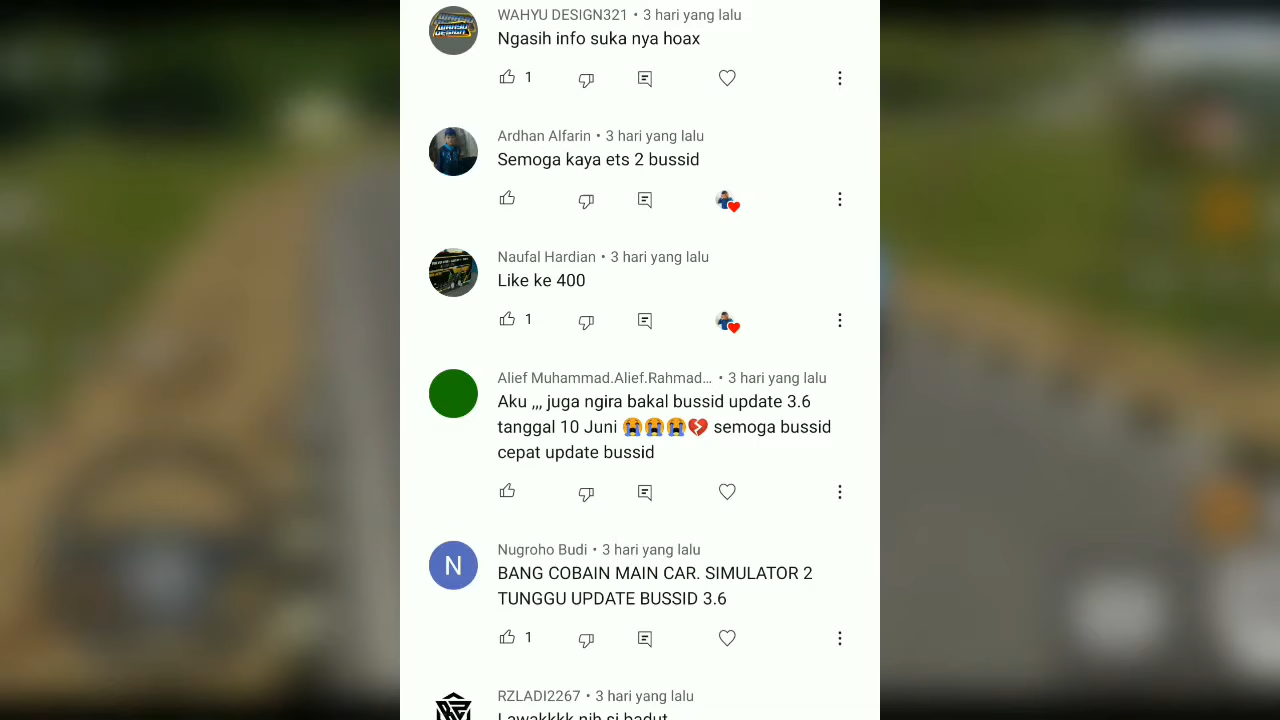 WAHYU DESIGN321 • 3 hari yang lalu
Ngasih info suka nya hoax
1
Ardhan Alfarin • 3 hari yang lalu
Semoga kaya ets 2 bussid
Naufal Hardian • 3 hari yang lalu
Like ke 400
1
Alief Muhammad.Alief.Rahmad... • 3 hari yang lalu
Aku ,,, juga ngira bakal bussid update 3.6
tanggal 10 Juni 😭😭😭💔 semoga bussid
cepat update bussid
N
Nugroho Budi • 3 hari yang lalu
BANG COBAIN MAIN CAR. SIMULATOR 2
TUNGGU UPDATE BUSSID 3.6
1
RZLADI2267 • 3 hari yang lalu
Lawakkkk nih si badut